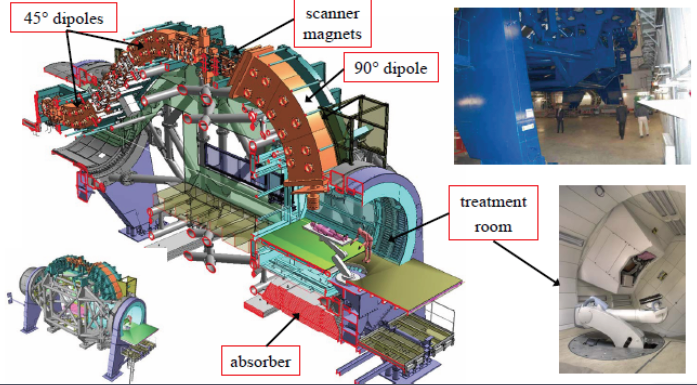 45° dipoles
scanner
magnets
90° dipole
treatment
room
absorber